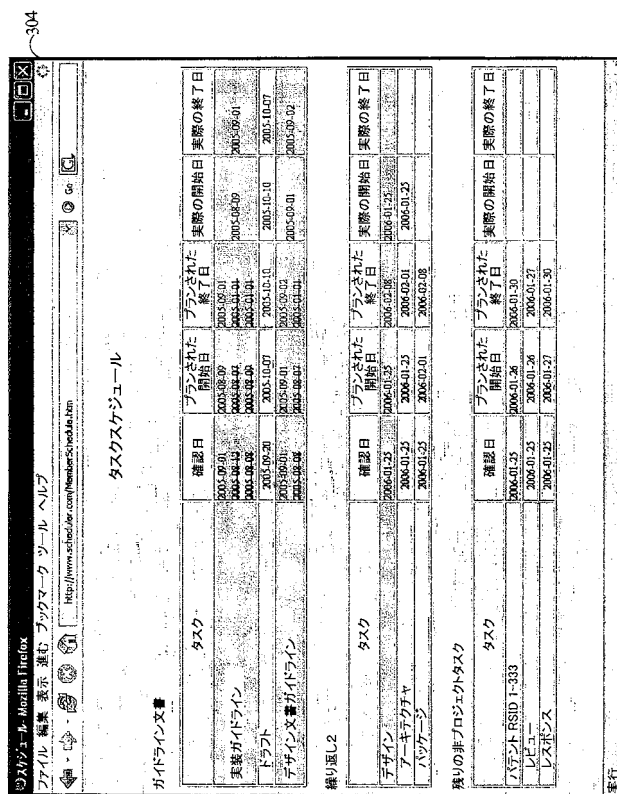 304
スケジュール - Mozilla Firefox
ファイル 編集 表示 進む ブックマーク ツール ヘルプ
http://www.scheduler.com/MemberSchedule.htm Go
タスクスケジュール
ガイドライン文書
タスク 確認日 プランされた開始日 プランされた終了日 実際の開始日 実際の終了日
実装ガイドライン 2005-09-01 2005-08-09 2005-09-01 2005-08-09 2005-09-01
ドラフト 2005-09-20 2005-10-07 2005-10-10 2005-10-10 2005-10-07
デザイン文書ガイドライン 2005-09-01 2005-09-01 2005-09-02 2005-09-01 2005-09-02
繰り返し2
タスク 確認日 プランされた開始日 プランされた終了日 実際の開始日 実際の終了日
デザイン 2006-01-25 2006-01-25 2006-02-08 2006-01-25
アーキテクチャ 2006-01-25 2006-01-25 2006-02-01 2006-01-25
パッケージ 2006-01-25 2006-02-01 2006-02-08
残りの非プロジェクトタスク
タスク 確認日 プランされた開始日 プランされた終了日 実際の開始日 実際の終了日
パテント RSID 1-333 2006-01-25 2006-01-26 2006-01-30
レビュー 2006-01-25 2006-01-26 2006-01-27
レスポンス 2006-01-25 2006-01-27 2006-01-30
実行